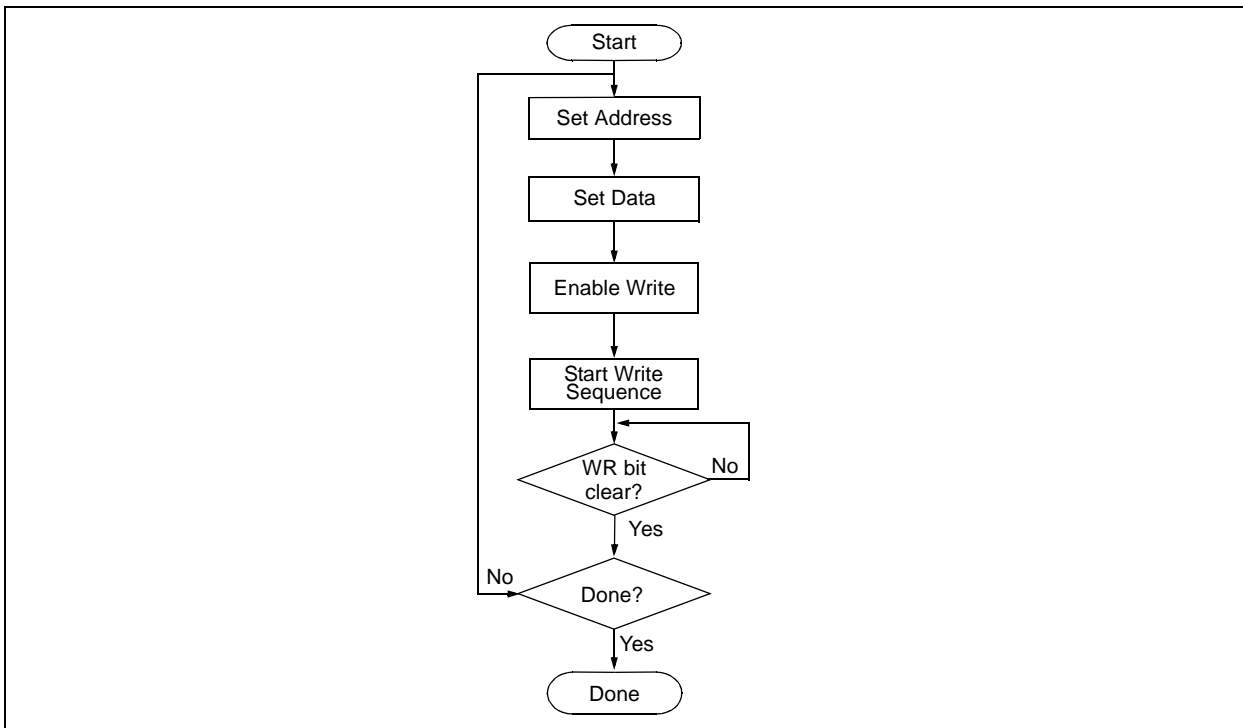 Start
Set Address
Set Data
Enable Write
Start Write
Sequence
WR bit
clear?
No
Yes
No
Done?
Yes
Done